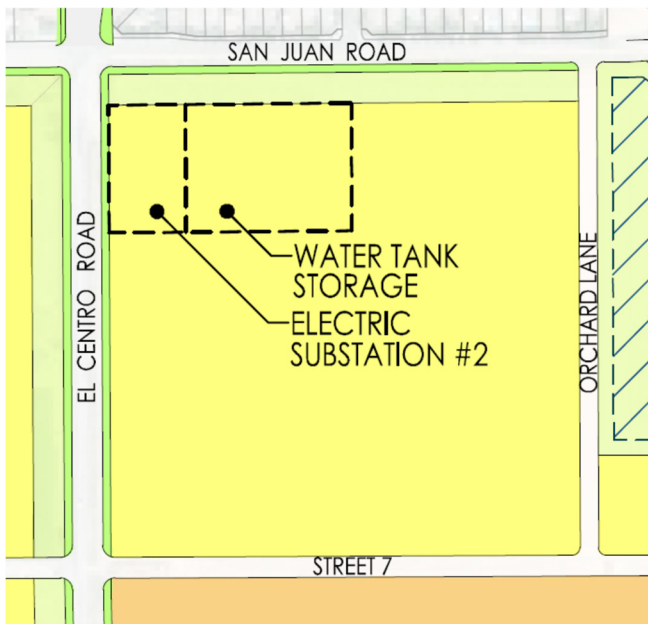 SAN JUAN ROAD
EL CENTRO ROAD
WATER TANK
STORAGE
ELECTRIC
SUBSTATION #2
ORCHARD LANE
STREET 7